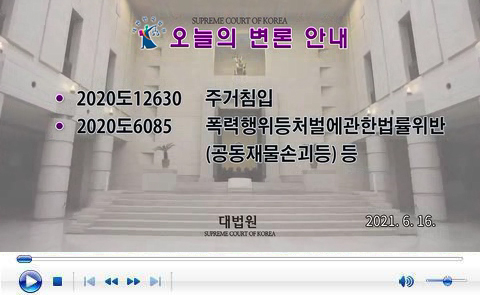 SUPREME COURT OF KOREA
오늘의 변론 안내
• 2020도12630 주거침입
• 2020도6085 폭력행위등처벌에관한법률위반
(공동재물손괴등) 등
대법원
SUPREME COURT OF KOREA
2021. 6. 16.